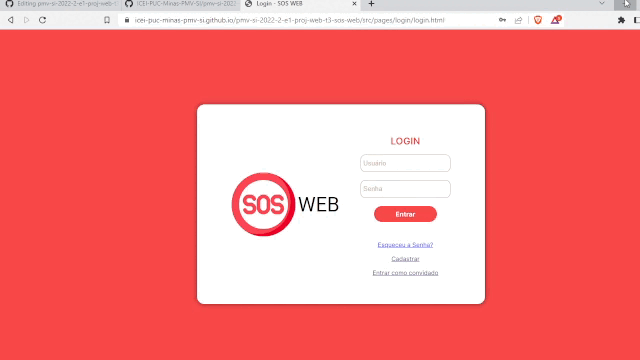 Editing pmv-si-2022-2-e1-proj-web-t
ICEI-PUC-Minas-PMV-SI/pmv-si-2022
Login - SOS WEB
icei-puc-minas-pmv-si.github.io/pmv-si-2022-2-e1-proj-web-t3-sos-web/src/pages/login/login.html
LOGIN
Usuário
Senha
SOS WEB
Entrar
Esqueceu a Senha?
Cadastrar
Entrar como convidado